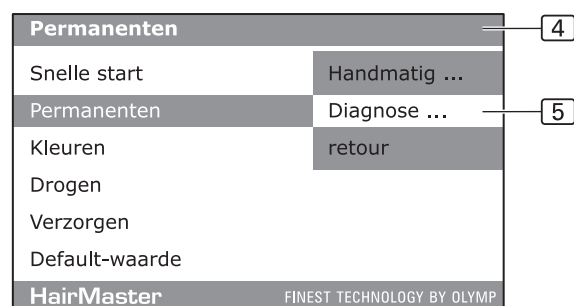 Permanenten 4
Snelle start Handmatig ...
Permanenten Diagnose ... 5
Kleuren retour
Drogen
Verzorgen
Default-waarde
HairMaster FINEST TECHNOLOGY BY OLYMP